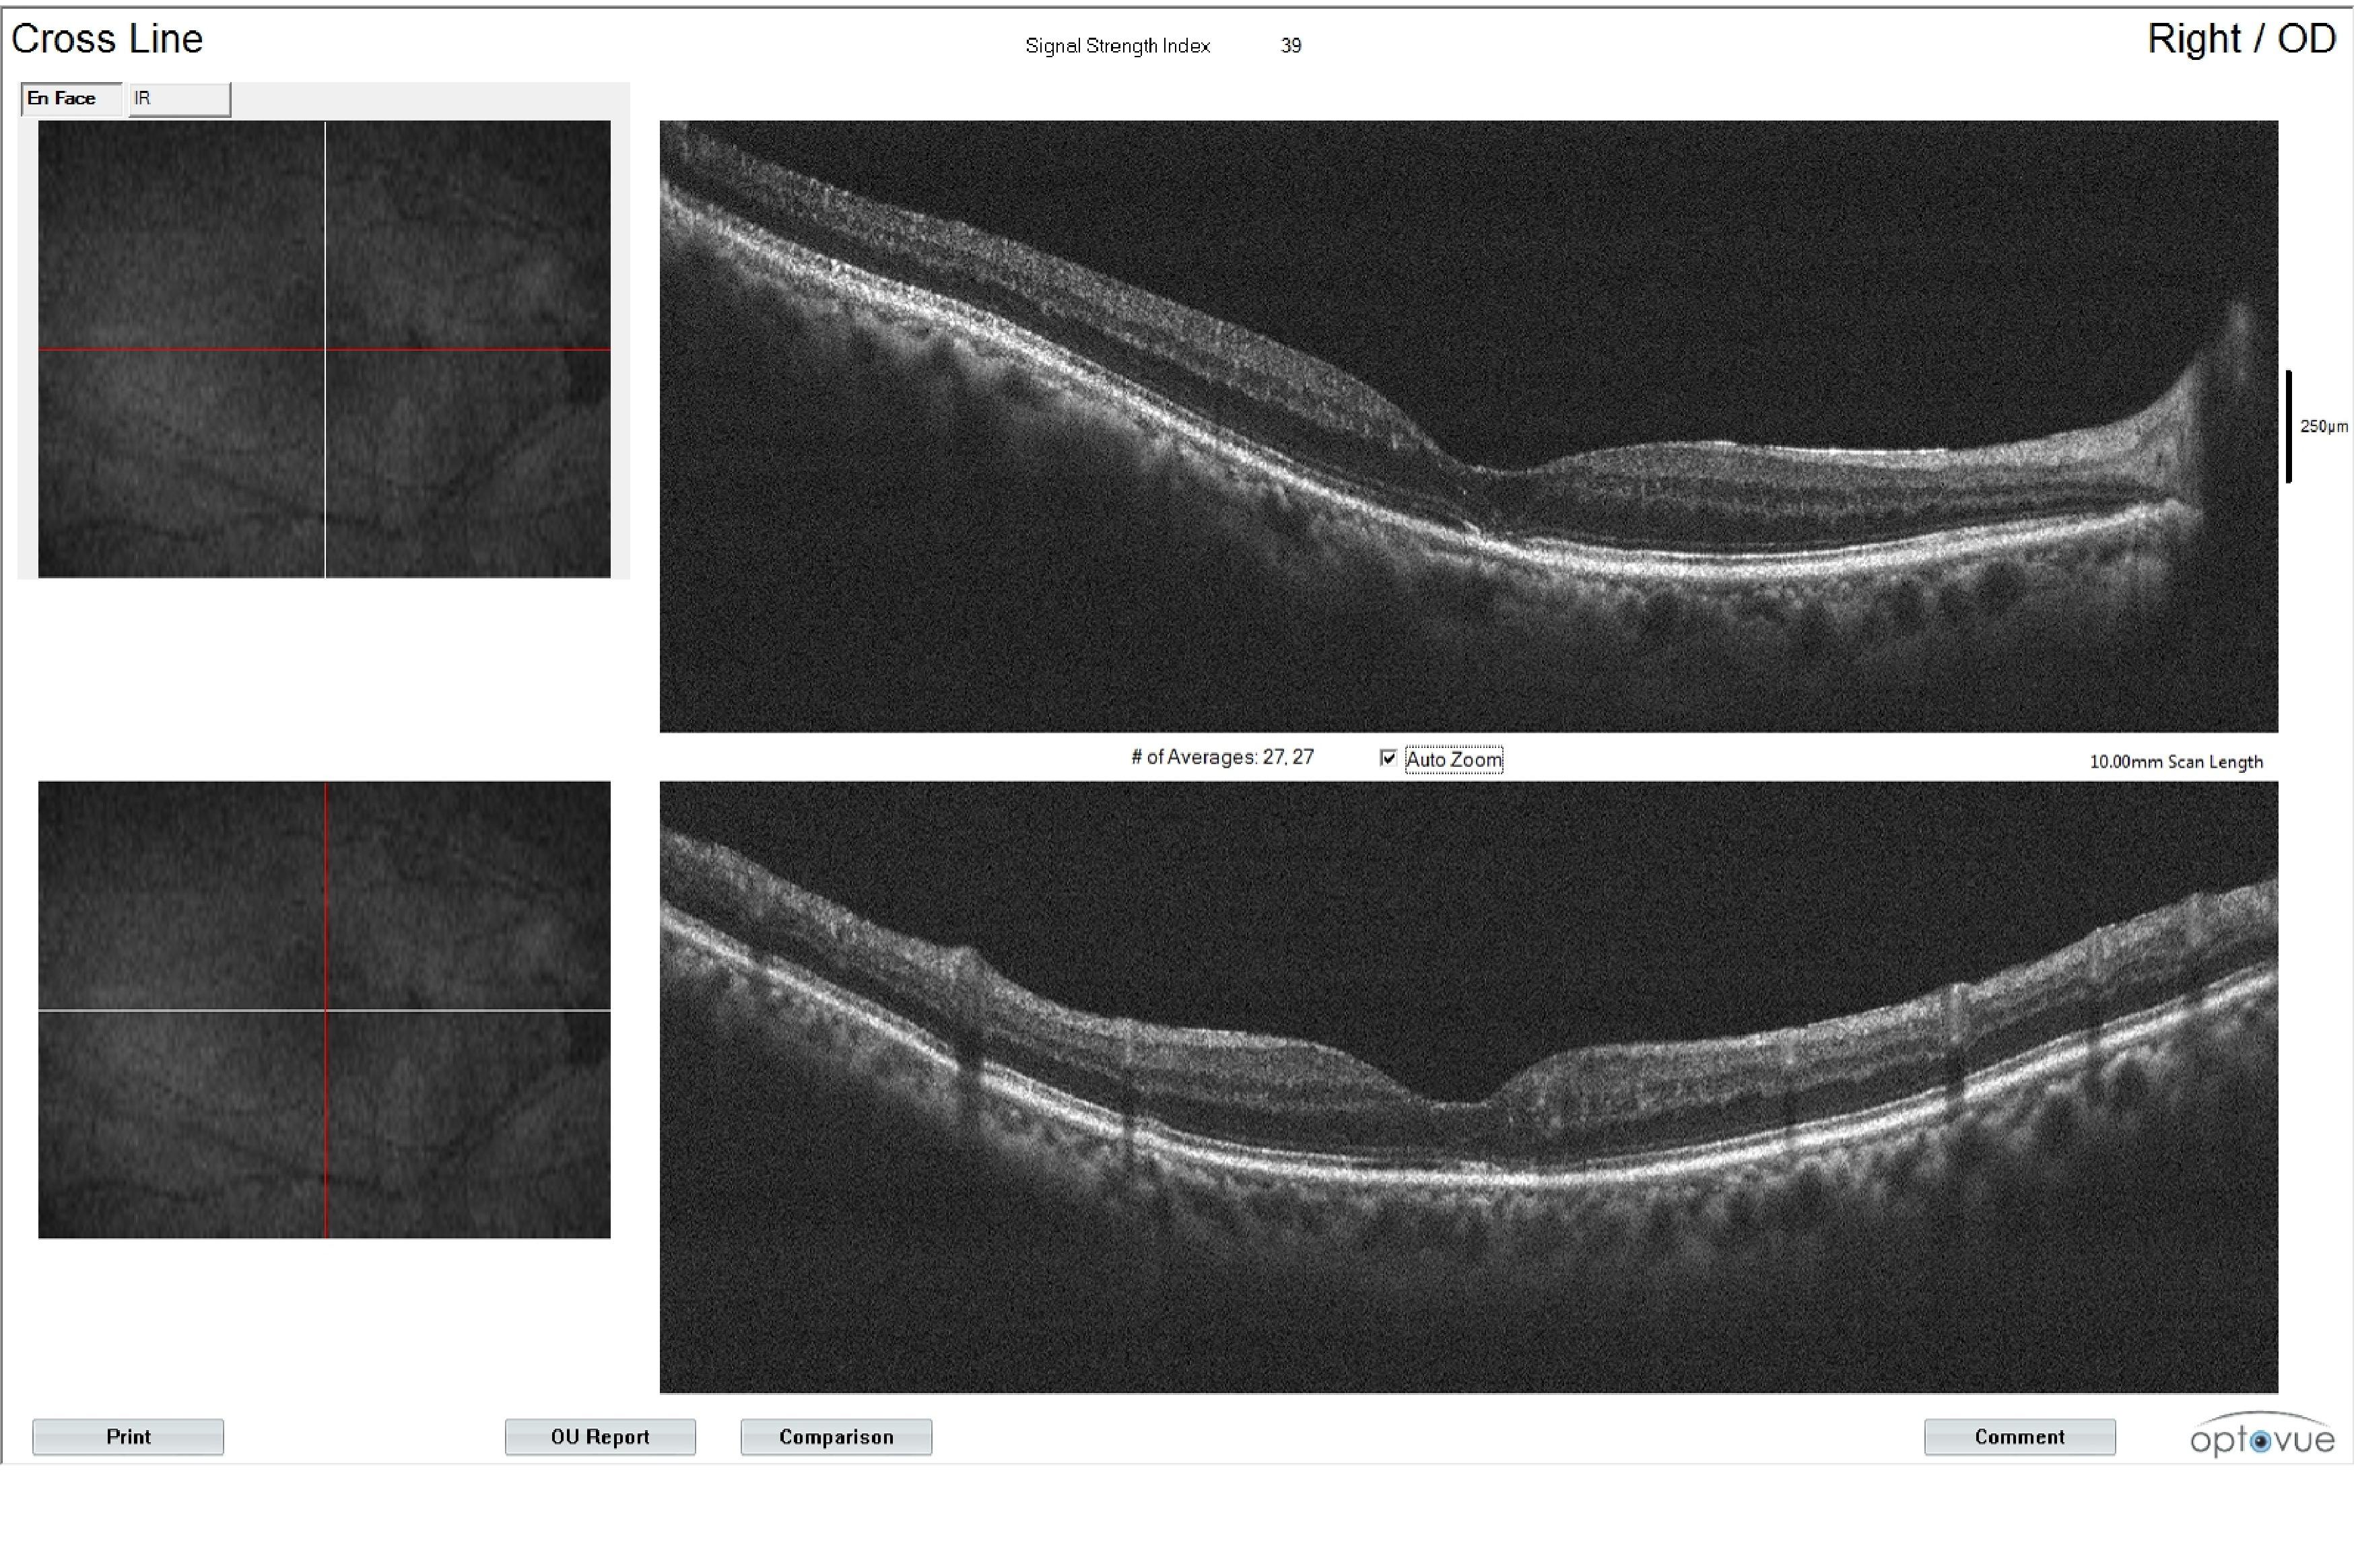 Cross Line
Signal Strength Index 39
Right / OD
En Face IR
250µm
# of Averages: 27, 27
Auto Zoom
10.00mm Scan Length
Print
OU Report
Comparison
Comment
optovue